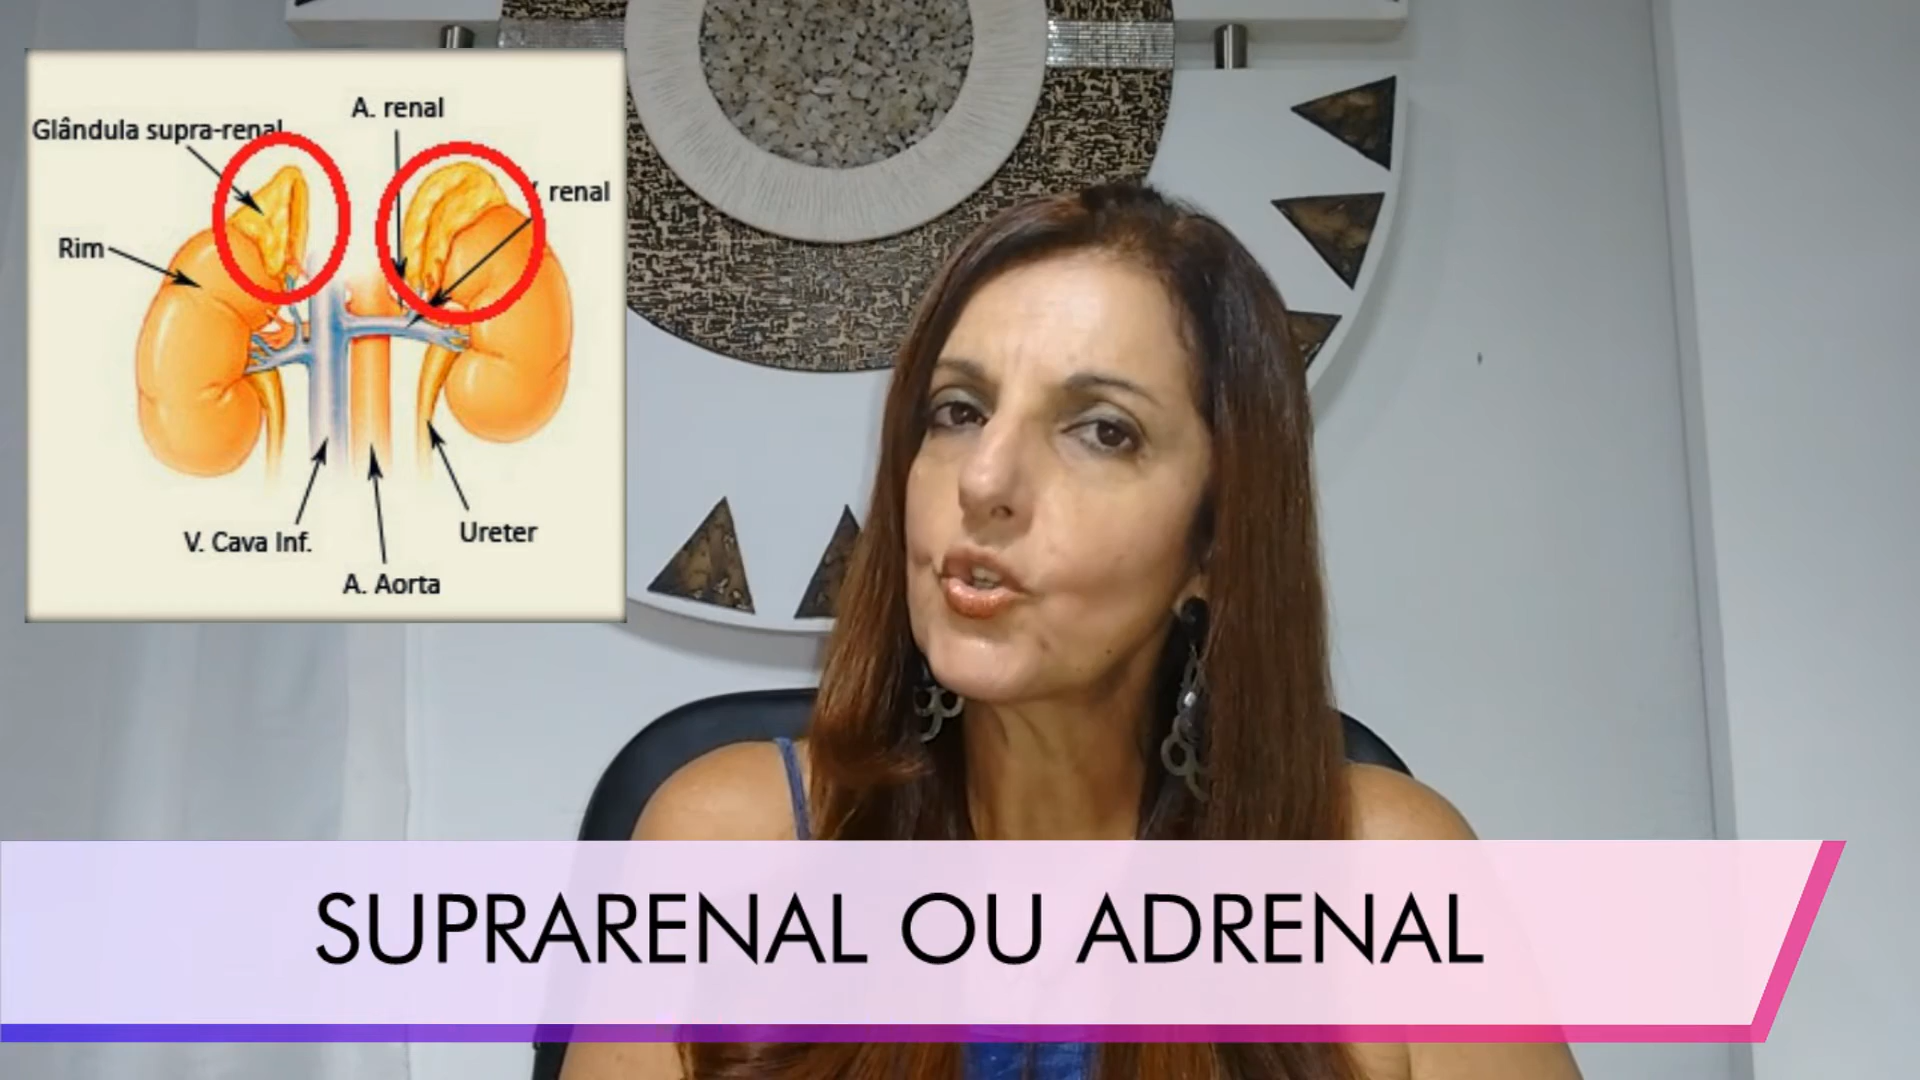 A. renal
Glândula supra-renal
renal
Rim
Ureter
V. Cava Inf.
A. Aorta
SUPRARENAL OU ADRENAL